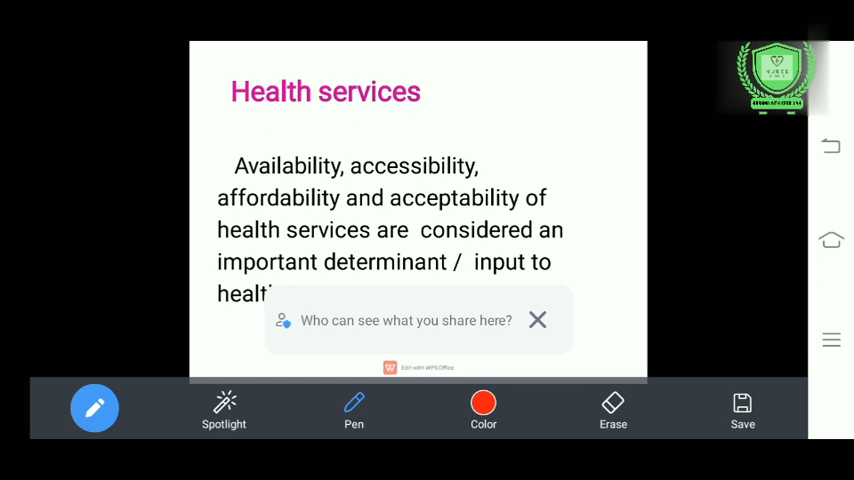 Health services
Availability, accessibility,
affordability and acceptability of
health services are considered an
important determinant / input to
Who can see what you share here?
Edit with WPS Office
Spotlight
Pen
Color
Erase
Save